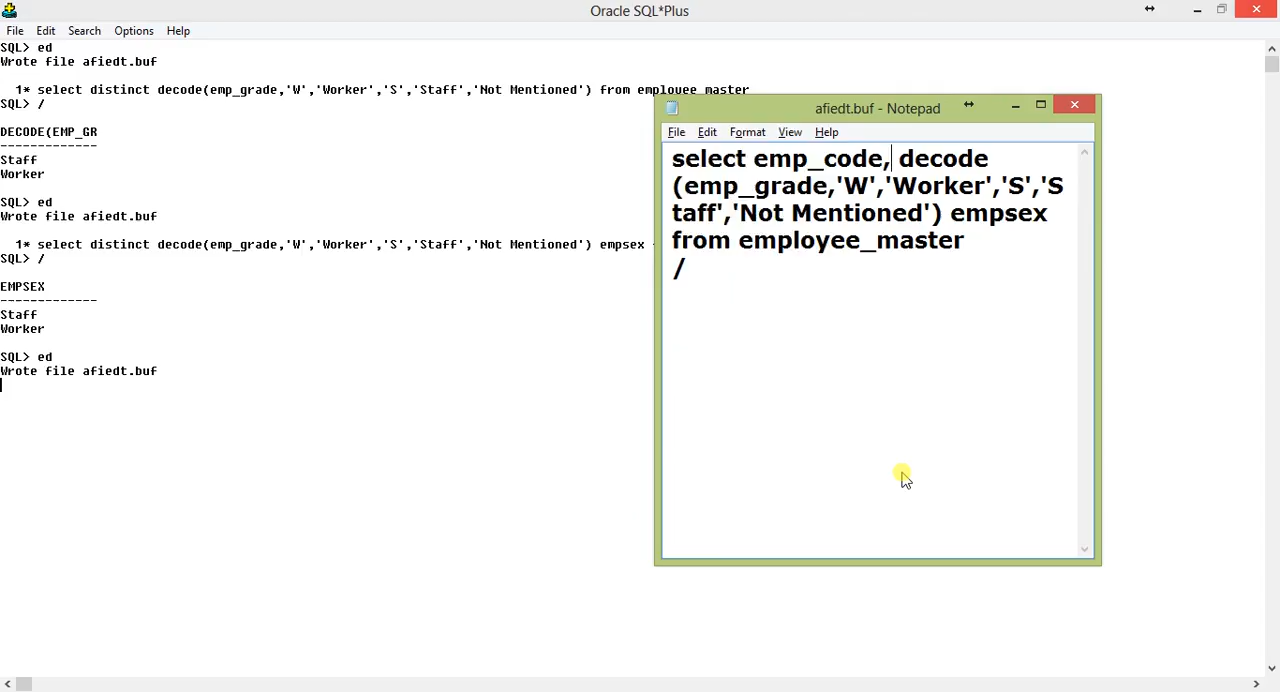 Oracle SQL*Plus
File Edit Search Options Help
SQL> ed
Wrote file afiedt.buf
1* select distinct decode(emp_grade,'W','Worker','S','Staff','Not Mentioned') from employee_master
SQL> /
DECODE(EMP_GR
-------------
Staff
Worker
SQL> ed
Wrote file afiedt.buf
1* select distinct decode(emp_grade,'W','Worker','S','Staff','Not Mentioned') empsex
SQL> /
EMPSEX
-------------
Staff
Worker
SQL> ed
Wrote file afiedt.buf
afiedt.buf - Notepad
File Edit Format View Help
select emp_code, decode
(emp_grade,'W','Worker','S','S
taff','Not Mentioned') empsex
from employee_master
/